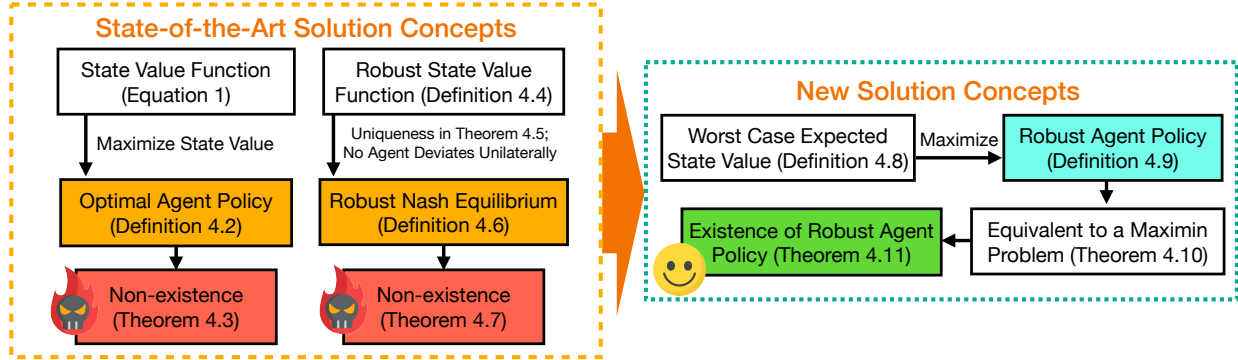 State-of-the-Art Solution Concepts
State Value Function
(Equation 1)
Maximize State Value
Optimal Agent Policy
(Definition 4.2)
Non-existence
(Theorem 4.3)
Robust State Value
Function (Definition 4.4)
Uniqueness in Theorem 4.5;
No Agent Deviates Unilaterally
Robust Nash Equilibrium
(Definition 4.6)
Non-existence
(Theorem 4.7)
New Solution Concepts
Worst Case Expected
State Value (Definition 4.8)
Maximize
Robust Agent Policy
(Definition 4.9)
Equivalent to a Maximin
Problem (Theorem 4.10)
Existence of Robust Agent
Policy (Theorem 4.11)